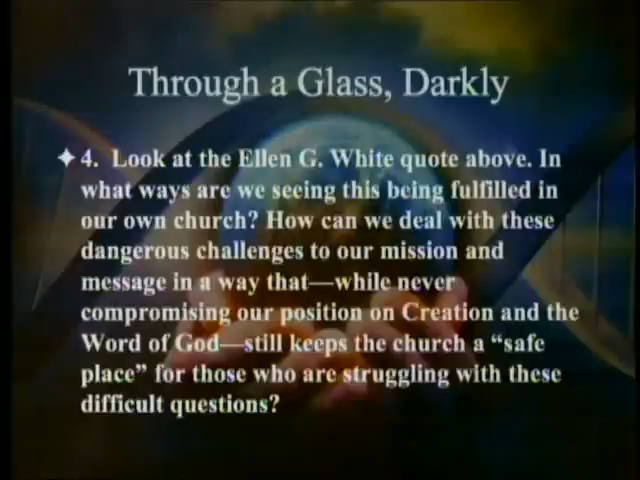 Through a Glass, Darkly
4. Look at the Ellen G. White quote above. In
what ways are we seeing this being fulfilled in
our own church? How can we deal with these
dangerous challenges to our mission and
message in a way that—while never
compromising our position on Creation and the
Word of God—still keeps the church a “safe
place” for those who are struggling with these
difficult questions?